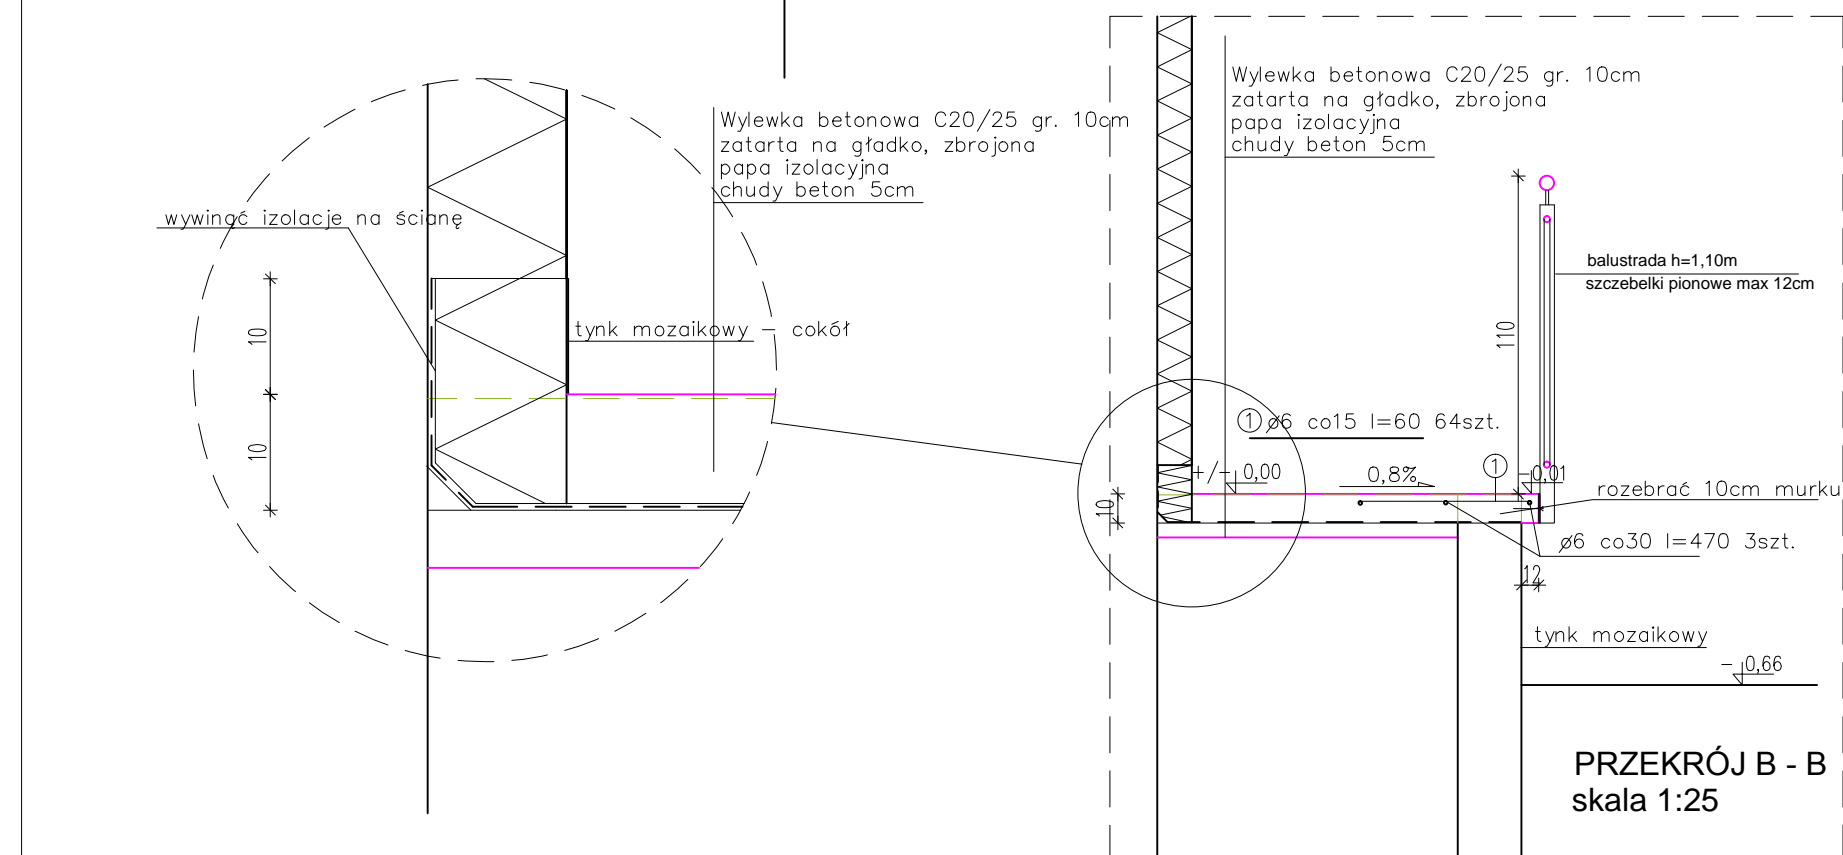 Wylewka betonowa C20/25 gr. 10cm
zatarta na gładko, zbrojona
papa izolacyjna
chudy beton 5cm
wywinąć izolacje na ścianę
10
tynk mozaikowy – cokół
10
Wylewka betonowa C20/25 gr. 10cm
zatarta na gładko, zbrojona
papa izolacyjna
chudy beton 5cm
balustrada h=1,10m
szczebelki pionowe max 12cm
110
1 ø6 co15 l=60 64szt.
+/- 0,00
0,8%
1
-0,01
rozebrać 10cm murku
10
ø6 co30 l=470 3szt.
12
tynk mozaikowy
- 0,66
PRZEKRÓJ B - B
skala 1:25